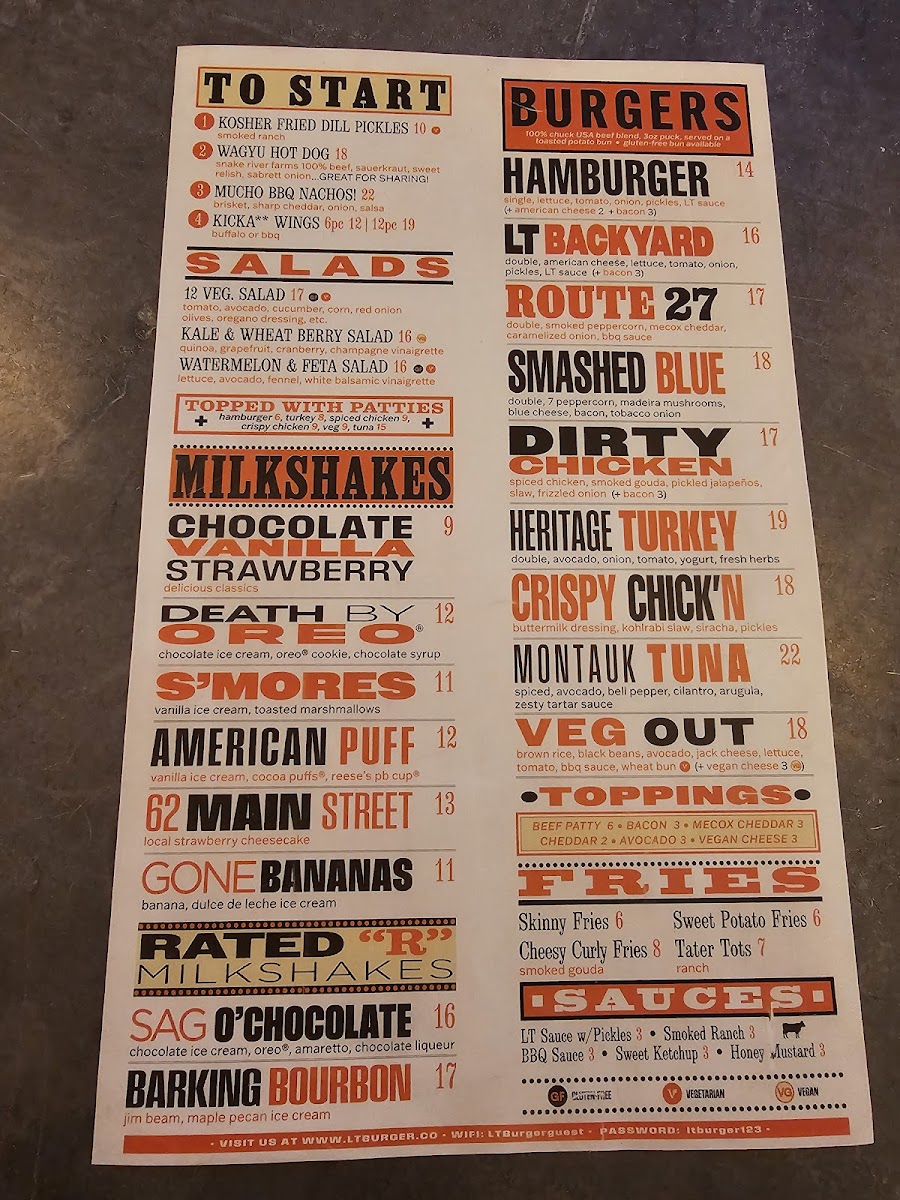 TO START
1 KOSHER FRIED DILL PICKLES 10 V
smoked ranch
2 WAGYU HOT DOG 18
snake river farms 100% beef, sauerkraut, sweet
relish, sabrett onion...GREAT FOR SHARING!
3 MUCHO BBQ NACHOS! 22
brisket, sharp cheddar, onion, salsa
4 KICKA** WINGS 6pc 12 | 12pc 19
buffalo or bbq
SALADS
12 VEG. SALAD 17 GF V
tomato, avocado, cucumber, corn, red onion
olives, oregano dressing, etc.
KALE & WHEAT BERRY SALAD 16 VG
quinoa, grapefruit, cranberry, champagne vinaigrette
WATERMELON & FETA SALAD 16 GF V
lettuce, avocado, fennel, white balsamic vinaigrette
TOPPED WITH PATTIES
+ hamburger 6, turkey 8, spiced chicken 9, +
crispy chicken 9, veg 9, tuna 15
MILKSHAKES
CHOCOLATE 9
VANILLA
STRAWBERRY
delicious classics
DEATH BY 12
OREO®
chocolate ice cream, oreo® cookie, chocolate syrup
S'MORES 11
vanilla ice cream, toasted marshmallows
AMERICAN PUFF 12
vanilla ice cream, cocoa puffs®, reese's pb cup®
62 MAIN STREET 13
local strawberry cheesecake
GONE BANANAS 11
banana, dulce de leche ice cream
RATED "R"
MILKSHAKES
SAG O'CHOCOLATE 16
chocolate ice cream, oreo®, amaretto, chocolate liqueur
BARKING BOURBON 17
jim beam, maple pecan ice cream
BURGERS
100% chuck USA beef blend, 3oz puck, served on a
toasted potato bun • gluten-free bun available
HAMBURGER 14
single, lettuce, tomato, onion, pickles, LT sauce
(+ american cheese 2 + bacon 3)
LT BACKYARD 16
double, american cheese, lettuce, tomato, onion,
pickles, LT sauce (+ bacon 3)
ROUTE 27 17
double, smoked peppercorn, mecox cheddar,
caramelized onion, bbq sauce
SMASHED BLUE 18
double, 7 peppercorn, madeira mushrooms,
blue cheese, bacon, tobacco onion
DIRTY 17
CHICKEN
spiced chicken, smoked gouda, pickled jalapeños,
slaw, frizzled onion (+ bacon 3)
HERITAGE TURKEY 19
double, avocado, onion, tomato, yogurt, fresh herbs
CRISPY CHICK'N 18
buttermilk dressing, kohlrabi slaw, siracha, pickles
MONTAUK TUNA 22
spiced, avocado, bell pepper, cilantro, arugula,
zesty tartar sauce
VEG OUT 18
brown rice, black beans, avocado, jack cheese, lettuce,
tomato, bbq sauce, wheat bun V (+ vegan cheese 3 VG)
•TOPPINGS•
BEEF PATTY 6 • BACON 3 • MECOX CHEDDAR 3
CHEDDAR 2 • AVOCADO 3 • VEGAN CHEESE 3
FRIES
Skinny Fries 6 Sweet Potato Fries 6
Cheesy Curly Fries 8 Tater Tots 7
smoked gouda ranch
SAUCES
LT Sauce w/Pickles 3 • Smoked Ranch 3
BBQ Sauce 3 • Sweet Ketchup 3 • Honey Mustard 3
GF GLUTEN-FREE V VEGETARIAN VG VEGAN
- VISIT US AT WWW.LTBURGER.CO - WIFI: LTBurgerguest - PASSWORD: ltburger123 -